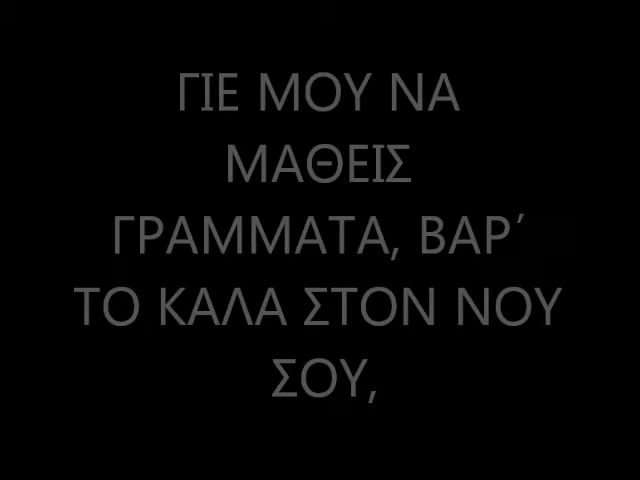 ΓΙΕ ΜΟΥ ΝΑ
ΜΑΘΕΙΣ
ΓΡΑΜΜΑΤΑ, ΒΑΡ΄
ΤΟ ΚΑΛΑ ΣΤΟΝ ΝΟΥ
ΣΟΥ,